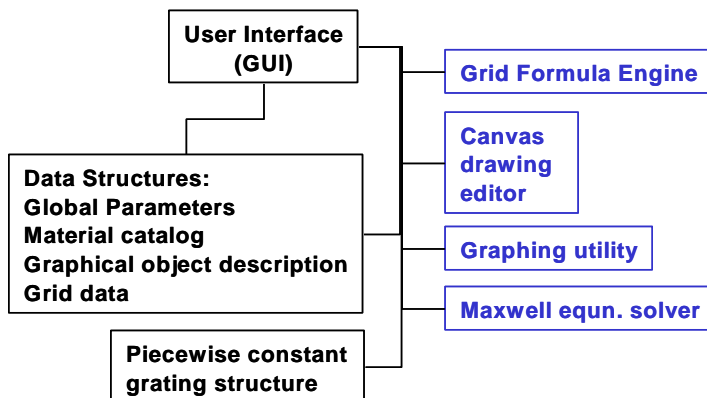 User Interface
(GUI)
Grid Formula Engine
Canvas
drawing
editor
Data Structures:
Global Parameters
Material catalog
Graphical object description
Grid data
Graphing utility
Maxwell equn. solver
Piecewise constant
grating structure